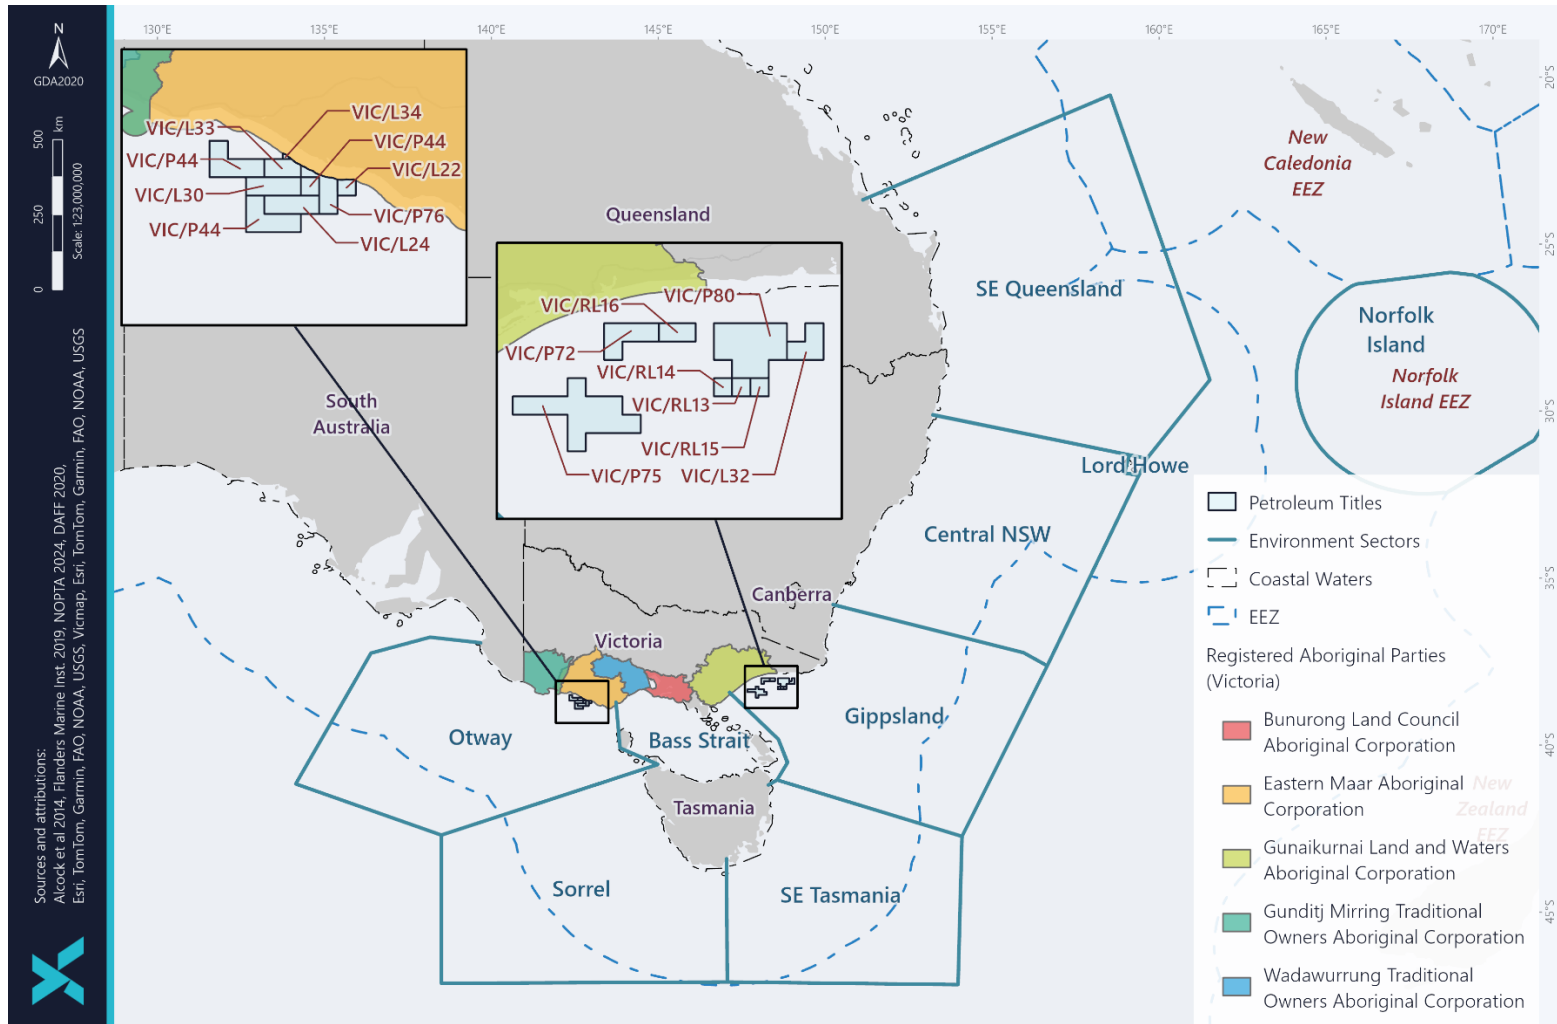 130°E
135°E
140°E
145°E
150°E
155°E
160°E
165°E
170°E
20°S
25°S
30°S
35°S
40°S
45°S
N
GDA2020
0
250
500
km
Scale: 1:23,000,000
Sources and attributions:
Alcock et al 2014, Flanders Marine Inst. 2019, NOPTA 2024, DAFF 2020,
Esri, TomTom, Garmin, FAO, NOAA, USGS, Vicmap, Esri, TomTom, Garmin, FAO, NOAA, USGS
VIC/L34
VIC/L33
VIC/P44
VIC/P44
VIC/L22
VIC/L30
VIC/P76
VIC/P44
VIC/L24
VIC/P80
VIC/RL16
VIC/P72
VIC/RL14
VIC/RL13
VIC/RL15
VIC/P75
VIC/L32
Queensland
South
Australia
Canberra
Victoria
Tasmania
SE Queensland
New
Caledonia
EEZ
Norfolk
Island
Norfolk
Island EEZ
Lord Howe
Central NSW
Gippsland
Otway
Bass Strait
Sorrel
SE Tasmania
New
Zealand
EEZ
Petroleum Titles
Environment Sectors
Coastal Waters
EEZ
Registered Aboriginal Parties
(Victoria)
Bunurong Land Council
Aboriginal Corporation
Eastern Maar Aboriginal
Corporation
Gunaikurnai Land and Waters
Aboriginal Corporation
Gunditj Mirring Traditional
Owners Aboriginal Corporation
Wadawurrung Traditional
Owners Aboriginal Corporation